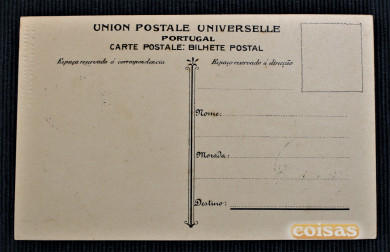 UNION POSTALE UNIVERSELLE
PORTUGAL
CARTE POSTALE: BILHETE POSTAL
Espaço reservado á correspondencia
Espaço reservado á direcção
Nome:
Morada:
Destino:
coisas